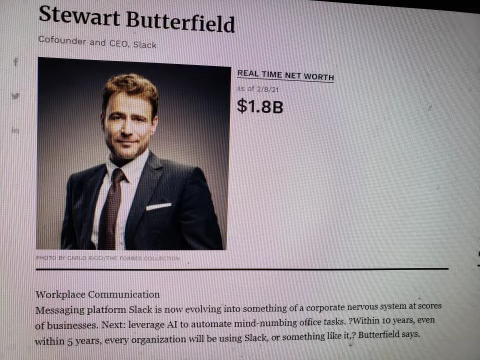 Stewart Butterfield
Cofounder and CEO, Slack
REAL TIME NET WORTH
as of 2/8/21
$1.8B
PHOTO BY CARLO RICCI/THE FORBES COLLECTION
Workplace Communication
Messaging platform Slack is now evolving into something of a corporate nervous system at scores
of businesses. Next: leverage AI to automate mind-numbing office tasks. ?Within 10 years, even
within 5 years, every organization will be using Slack, or something like it,? Butterfield says.